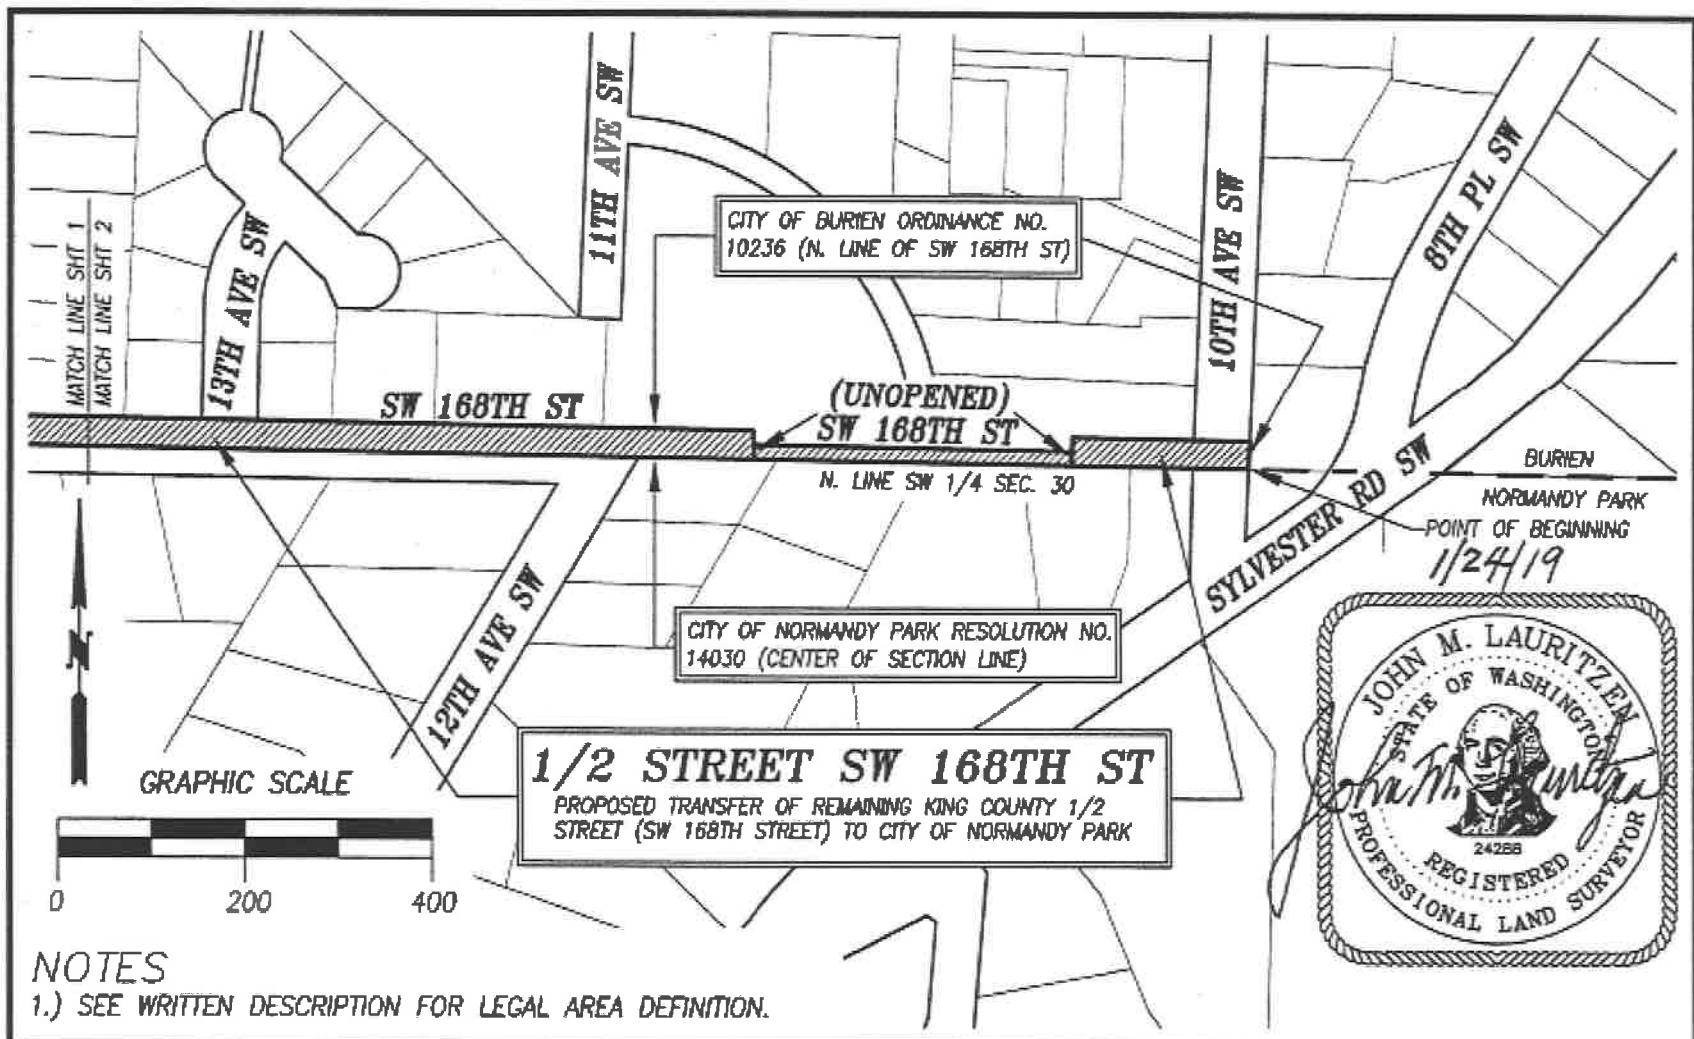 MATCH LINE SHT 1
MATCH LINE SHT 2
13TH AVE SW
11TH AVE SW
10TH AVE SW
8TH PL SW
CITY OF BURIEN ORDINANCE NO.
10236 (N. LINE OF SW 168TH ST)
SW 168TH ST
(UNOPENED)
SW 168TH ST
N. LINE SW 1/4 SEC. 30
BURIEN
NORMANDY PARK
POINT OF BEGINNING
SYLVESTER RD SW
12TH AVE SW
N
1/24/19
CITY OF NORMANDY PARK RESOLUTION NO.
14030 (CENTER OF SECTION LINE)
1/2 STREET SW 168TH ST
PROPOSED TRANSFER OF REMAINING KING COUNTY 1/2
STREET (SW 168TH STREET) TO CITY OF NORMANDY PARK
JOHN M. LAURITZEN
STATE OF WASHINGTON
24288
REGISTERED
PROFESSIONAL LAND SURVEYOR
GRAPHIC SCALE
0 200 400
NOTES
1.) SEE WRITTEN DESCRIPTION FOR LEGAL AREA DEFINITION.